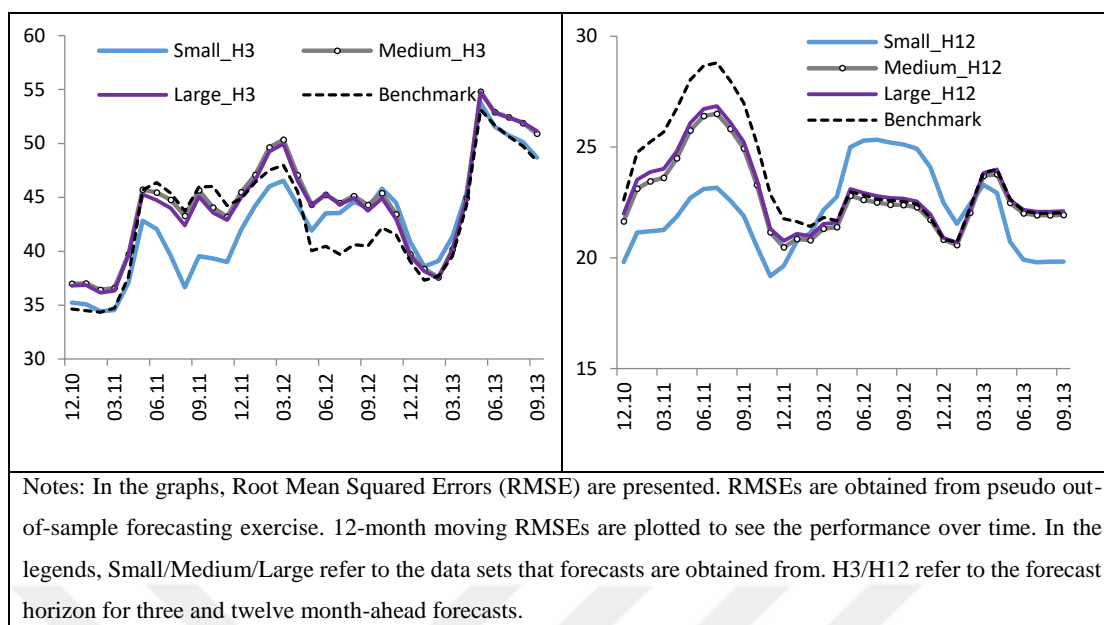 60
55
50
45
40
35
30
Small_H3
Medium_H3
Large_H3
Benchmark
12.10
03.11
06.11
09.11
12.11
03.12
06.12
09.12
12.12
03.13
06.13
09.13
30
25
20
15
Small_H12
Medium_H12
Large_H12
Benchmark
12.10
03.11
06.11
09.11
12.11
03.12
06.12
09.12
12.12
03.13
06.13
09.13
Notes: In the graphs, Root Mean Squared Errors (RMSE) are presented. RMSEs are obtained from pseudo out-
of-sample forecasting exercise. 12-month moving RMSEs are plotted to see the performance over time. In the
legends, Small/Medium/Large refer to the data sets that forecasts are obtained from. H3/H12 refer to the forecast
horizon for three and twelve month-ahead forecasts.